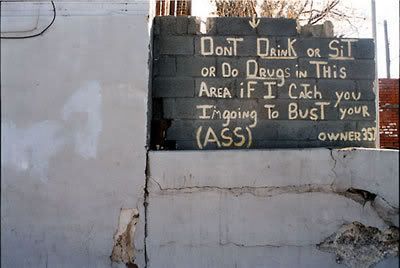 DONT DRINK OR SIT
OR DO DRUGS IN THIS
AREA IF I CATCH YOU
I'M GOING TO BUST YOUR
(ASS) OWNER 357